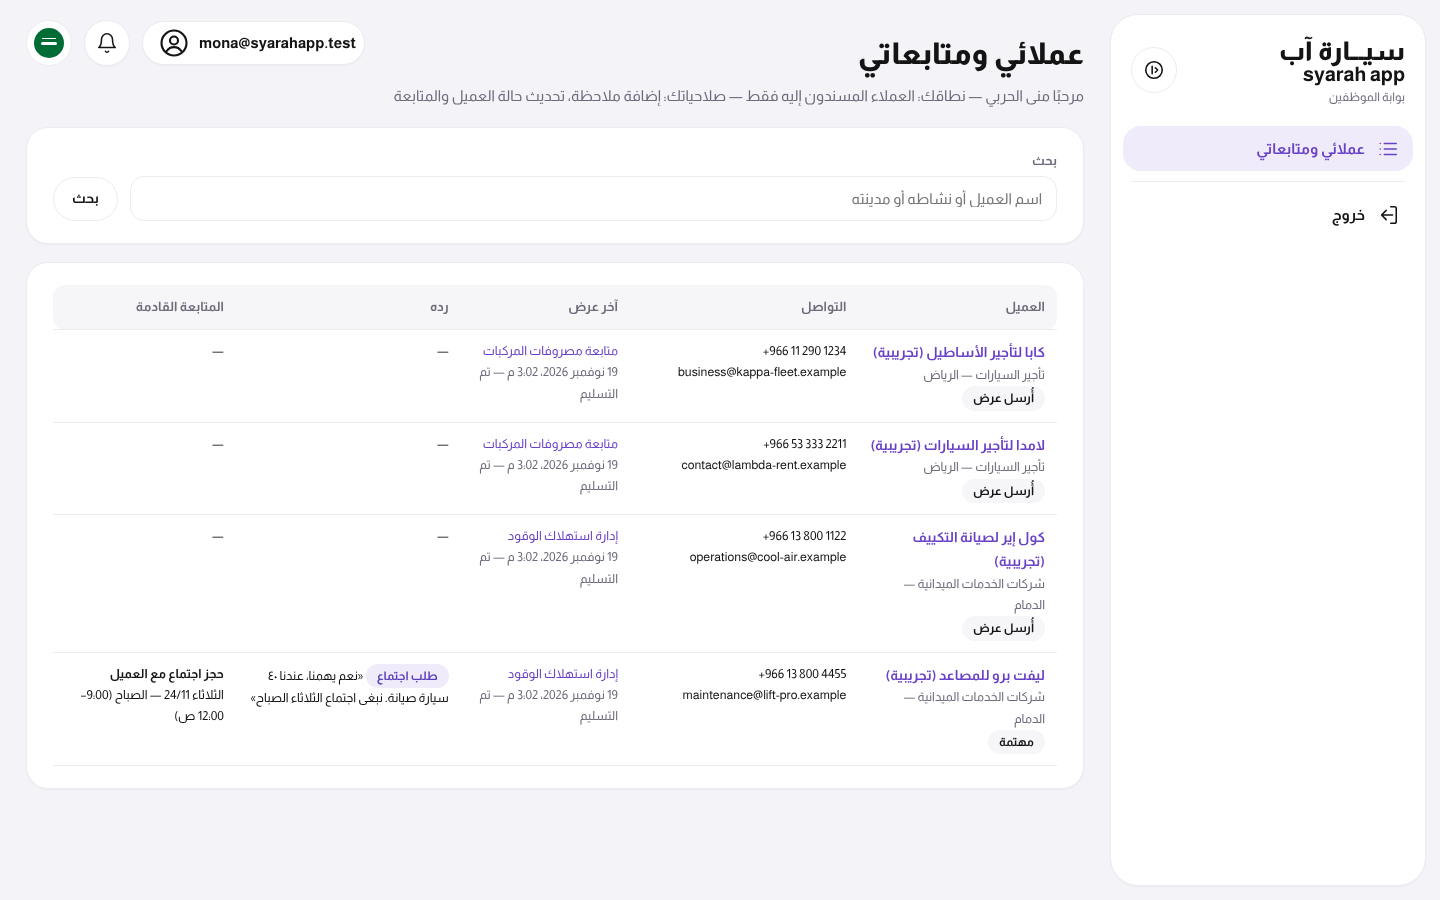 سيـارة آب
syarah app
بوابة الموظفين
عملائي ومتابعاتي
خروج
عملائي ومتابعاتي
mona@syarahapp.test
مرحبًا منى الحربي — نطاقك: العملاء المسندون إليه فقط — صلاحياتك: إضافة ملاحظة، تحديث حالة العميل والمتابعة
بحث
اسم العميل أو نشاطه أو مدينته
بحث
العميل
التواصل
آخر عرض
رده
المتابعة القادمة
كابا لتأجير الأساطيل (تجريبية)
تأجير السيارات — الرياض
أُرسل عرض
+966 11 290 1234
business@kappa-fleet.example
متابعة مصروفات المركبات
19 نوفمبر 2026، 3:02 م — تم
التسليم
—
—
لامدا لتأجير السيارات (تجريبية)
تأجير السيارات — الرياض
أُرسل عرض
+966 53 333 2211
contact@lambda-rent.example
متابعة مصروفات المركبات
19 نوفمبر 2026، 3:02 م — تم
التسليم
—
—
كول إير لصيانة التكييف
(تجريبية)
شركات الخدمات الميدانية —
الدمام
أُرسل عرض
+966 13 800 1122
operations@cool-air.example
إدارة استهلاك الوقود
19 نوفمبر 2026، 3:02 م — تم
التسليم
—
—
ليفت برو للمصاعد (تجريبية)
شركات الخدمات الميدانية —
الدمام
مهتمة
+966 13 800 4455
maintenance@lift-pro.example
إدارة استهلاك الوقود
19 نوفمبر 2026، 3:02 م — تم
التسليم
طلب اجتماع «نعم يهمنا، عندنا ٤٠
سيارة صيانة. نبغى اجتماع الثلاثاء الصباح»
حجز اجتماع مع العميل
الثلاثاء 24/11 — الصباح (9:00–
12:00 ص)